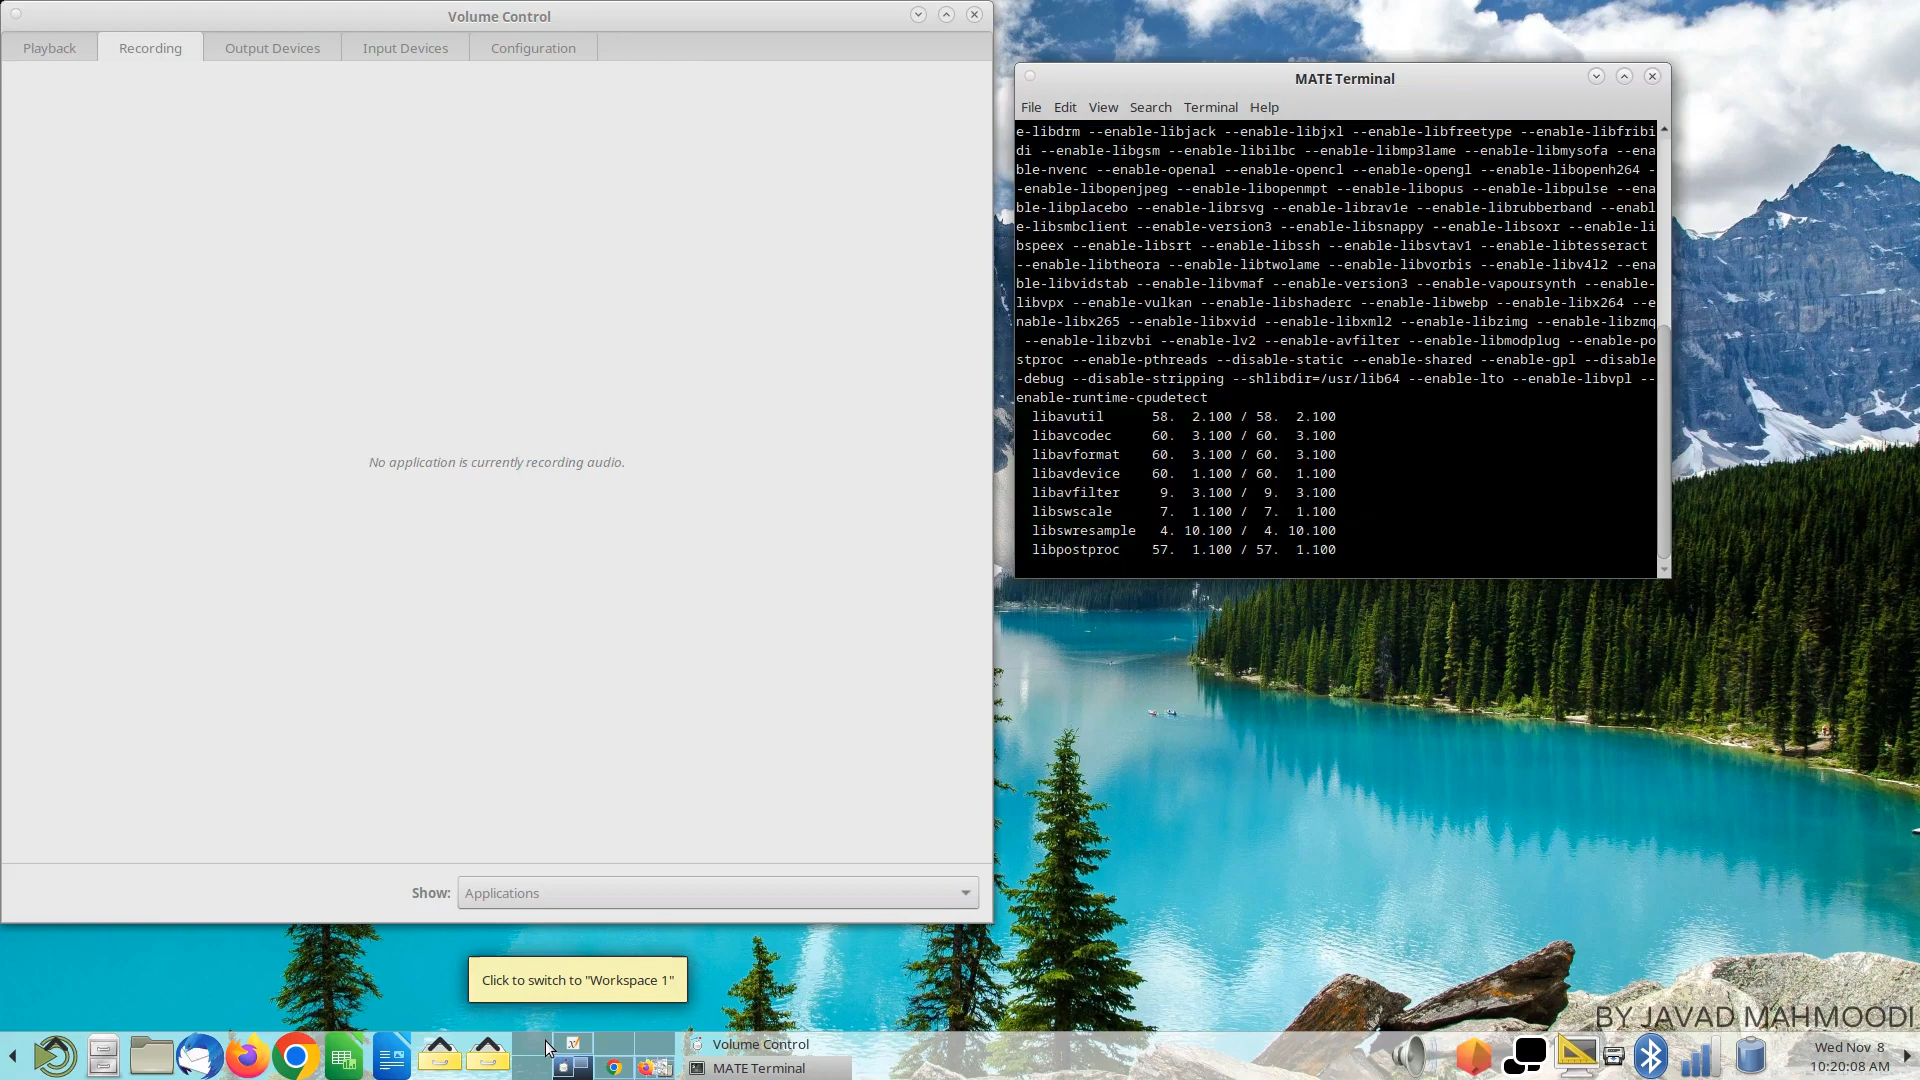 Volume Control
Playback
Recording
Output Devices
Input Devices
Configuration
No application is currently recording audio.
Show:
Applications
MATE Terminal
File
Edit
View
Search
Terminal
Help
e-libdrm --enable-libjack --enable-libjxl --enable-libfreetype --enable-libfribi
di --enable-libgsm --enable-libilbc --enable-libmp3lame --enable-libmysofa --ena
ble-nvenc --enable-openal --enable-opencl --enable-opengl --enable-libopenh264 -
-enable-libopenjpeg --enable-libopenmpt --enable-libopus --enable-libpulse --ena
ble-libplacebo --enable-librsvg --enable-librav1e --enable-librubberband --enabl
e-libsmbclient --enable-version3 --enable-libsnappy --enable-libsoxr --enable-li
bspeex --enable-libsrt --enable-libssh --enable-libsvtav1 --enable-libtesseract
--enable-libtheora --enable-libtwolame --enable-libvorbis --enable-libv4l2 --ena
ble-libvidstab --enable-libvmaf --enable-version3 --enable-vapoursynth --enable-
libvpx --enable-vulkan --enable-libshaderc --enable-libwebp --enable-libx264 --e
nable-libx265 --enable-libxvid --enable-libxml2 --enable-libzimg --enable-libzmq
--enable-libzvbi --enable-lv2 --enable-avfilter --enable-libmodplug --enable-po
stproc --enable-pthreads --disable-static --enable-shared --enable-gpl --disable
-debug --disable-stripping --shlibdir=/usr/lib64 --enable-lto --enable-libvpl --
enable-runtime-cpudetect
libavutil      58.  2.100 / 58.  2.100
libavcodec     60.  3.100 / 60.  3.100
libavformat    60.  3.100 / 60.  3.100
libavdevice    60.  1.100 / 60.  1.100
libavfilter     9.  3.100 /  9.  3.100
libswscale      7.  1.100 /  7.  1.100
libswresample   4. 10.100 /  4. 10.100
libpostproc    57.  1.100 / 57.  1.100
Click to switch to "Workspace 1"
BY JAVAD MAHMOODI
Volume Control
MATE Terminal
Wed Nov 8
10:20:08 AM